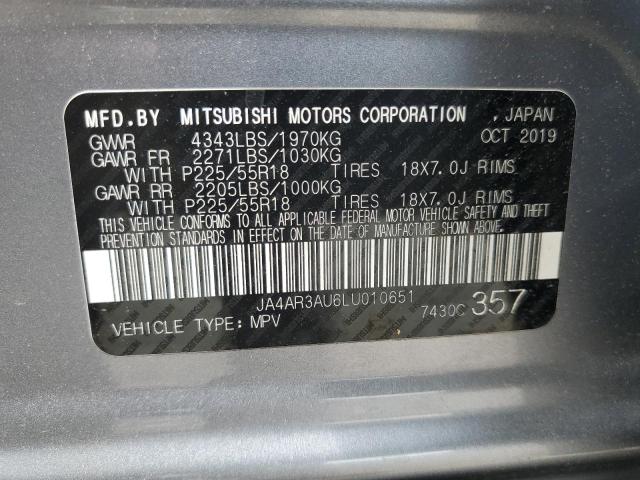 MFD.BY MITSUBISHI MOTORS CORPORATION , JAPAN
GVWR 4343LBS/1970KG OCT 2019
GAWR FR 2271LBS/1030KG
WITH P225/55R18 TIRES 18X7.0J RIMS
GAWR RR 2205LBS/1000KG
WITH P225/55R18 TIRES 18X7.0J RIMS
THIS VEHICLE CONFORMS TO ALL APPLICABLE FEDERAL MOTOR VEHICLE SAFETY AND THEFT
PREVENTION STANDARDS IN EFFECT ON THE DATE OF MANUFACTURE SHOWN ABOVE.
JA4AR3AU6LU010651
VEHICLE TYPE: MPV 7430C 357